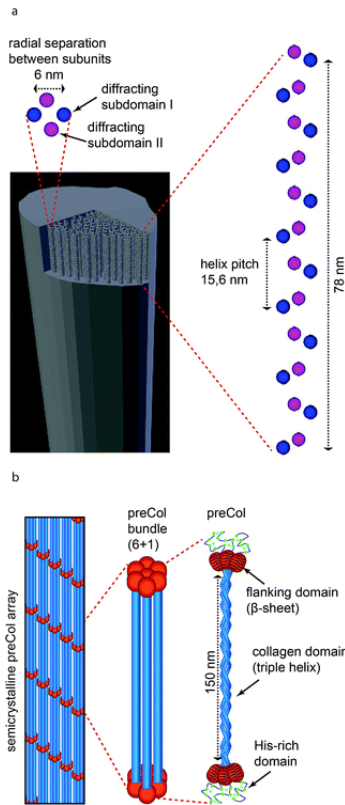 a
radial separation
between subunits
6 nm
diffracting
subdomain I
diffracting
subdomain II
helix pitch
15,6 nm
78 nm
b
semicrystalline preCol array
preCol
bundle
(6+1)
preCol
flanking domain
(β-sheet)
collagen domain
(triple helix)
150 nm
His-rich
domain